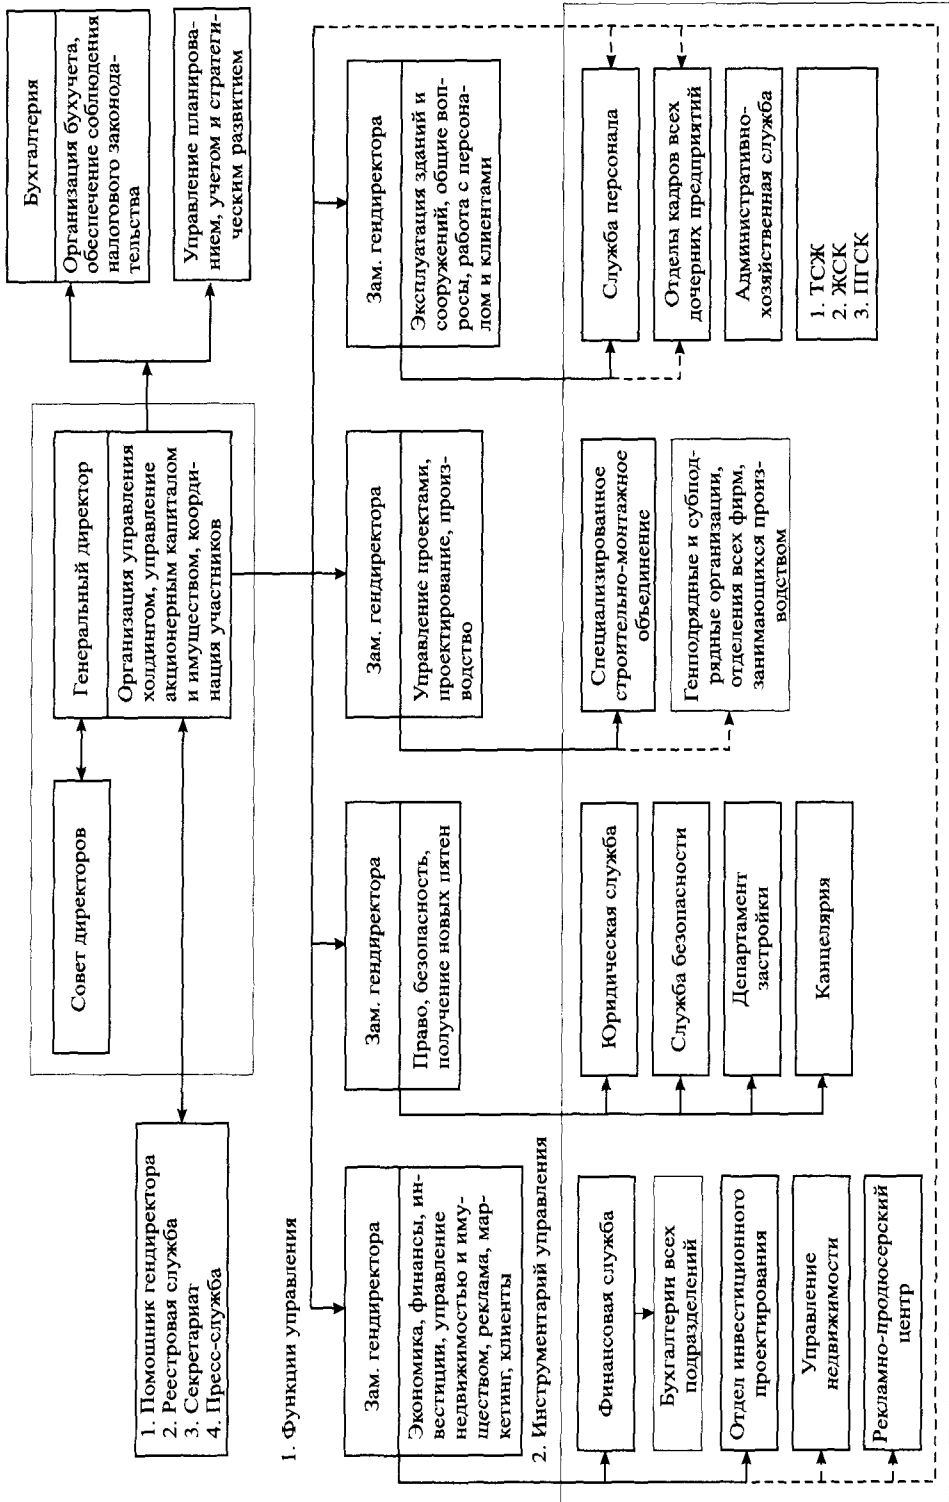 1. Помошник гендиректора
2. Реестровая служба
3. Секретариат
4. Пресс-служба
Совет директоров
Генеральный директор
Организация управления
холдингом, управление
акционерным капиталом
и имуществом, коорди-
нация участников
Бухгалтерия
Организация бухучета,
обеспечение соблюдения
налогового законода-
тельства
Управление планирова-
нием, учетом и стратеги-
ческим развитием
1. Функции управления
Зам. гендиректора
Экономика, финансы, ин-
вестиции, управление
недвижимостью и иму-
ществом, реклама, мар-
кетинг, клиенты
Зам. гендиректора
Право, безопасность,
получение новых пятен
Зам. гендиректора
Управление проектами,
проектирование, произ-
водство
Зам. гендиректора
Эксплуатация зданий и
сооружений, общие воп-
росы, работа с персона-
лом и клиентами
2. Инструментарий управления
Финансовая служба
Бухгалтерии всех
подразделений
Отдел инвестиционного
проектирования
Управление
недвижимости
Рекламно-продюсерский
центр
Юридическая служба
Служба безопасности
Департамент
застройки
Канцелярия
Специализированное
строительно-монтажное
объединение
Генподрядные и субпод-
рядные организации,
отделения всех фирм,
занимающихся произ-
водством
Служба персонала
Отделы кадров всех
дочерних предприятий
Административно-
хозяйственная служба
1. ТСЖ
2. ЖСК
3. ПГСК